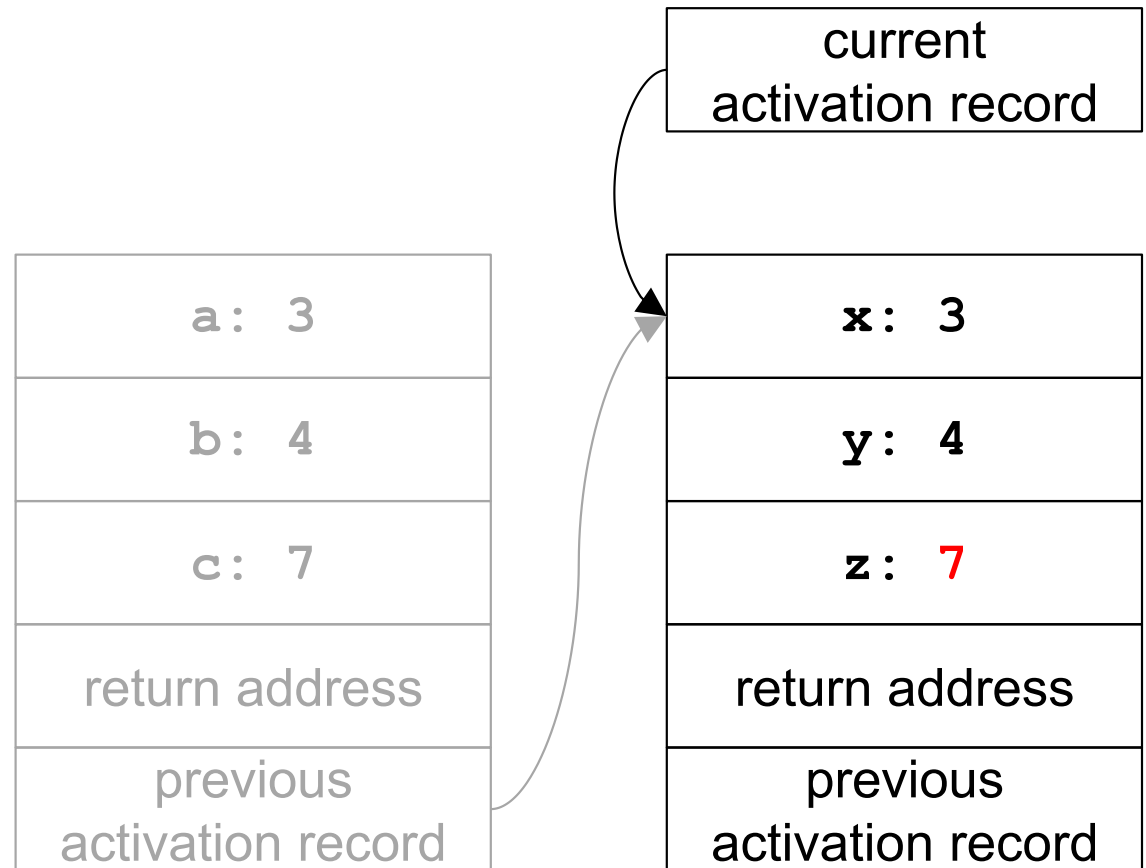 current
activation record
a: 3
b: 4
c: 7
return address
previous
activation record
x: 3
y: 4
z: 7
return address
previous
activation record